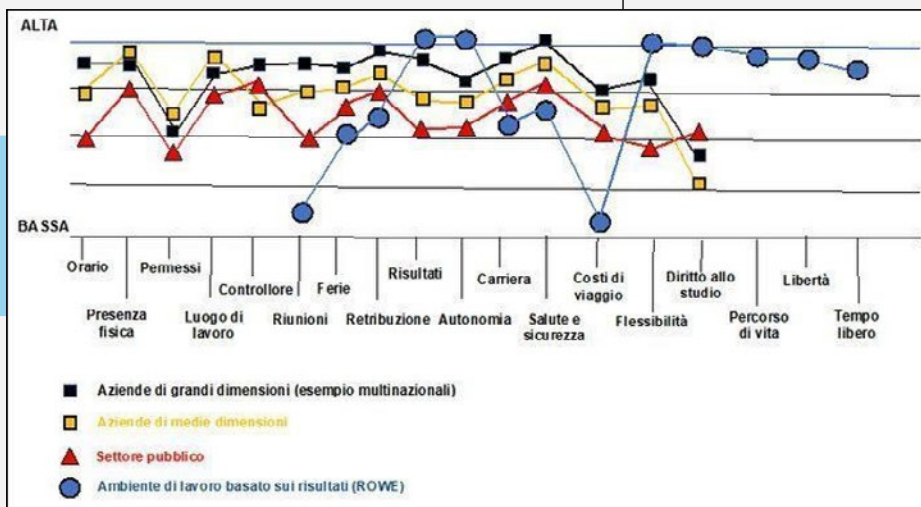 ALTA
BASSA
Orario
Presenza
fisica
Permessi
Luogo di
lavoro
Controllore
Riunioni
Ferie
Retribuzione
Risultati
Autonomia
Carriera
Salute e
sicurezza
Costi di
viaggio
Flessibilità
Diritto allo
studio
Percorso
di vita
Libertà
Tempo
libero
Aziende di grandi dimensioni (esempio multinazionali)
Aziende di medie dimensioni
Settore pubblico
Ambiente di lavoro basato sui risultati (ROWE)